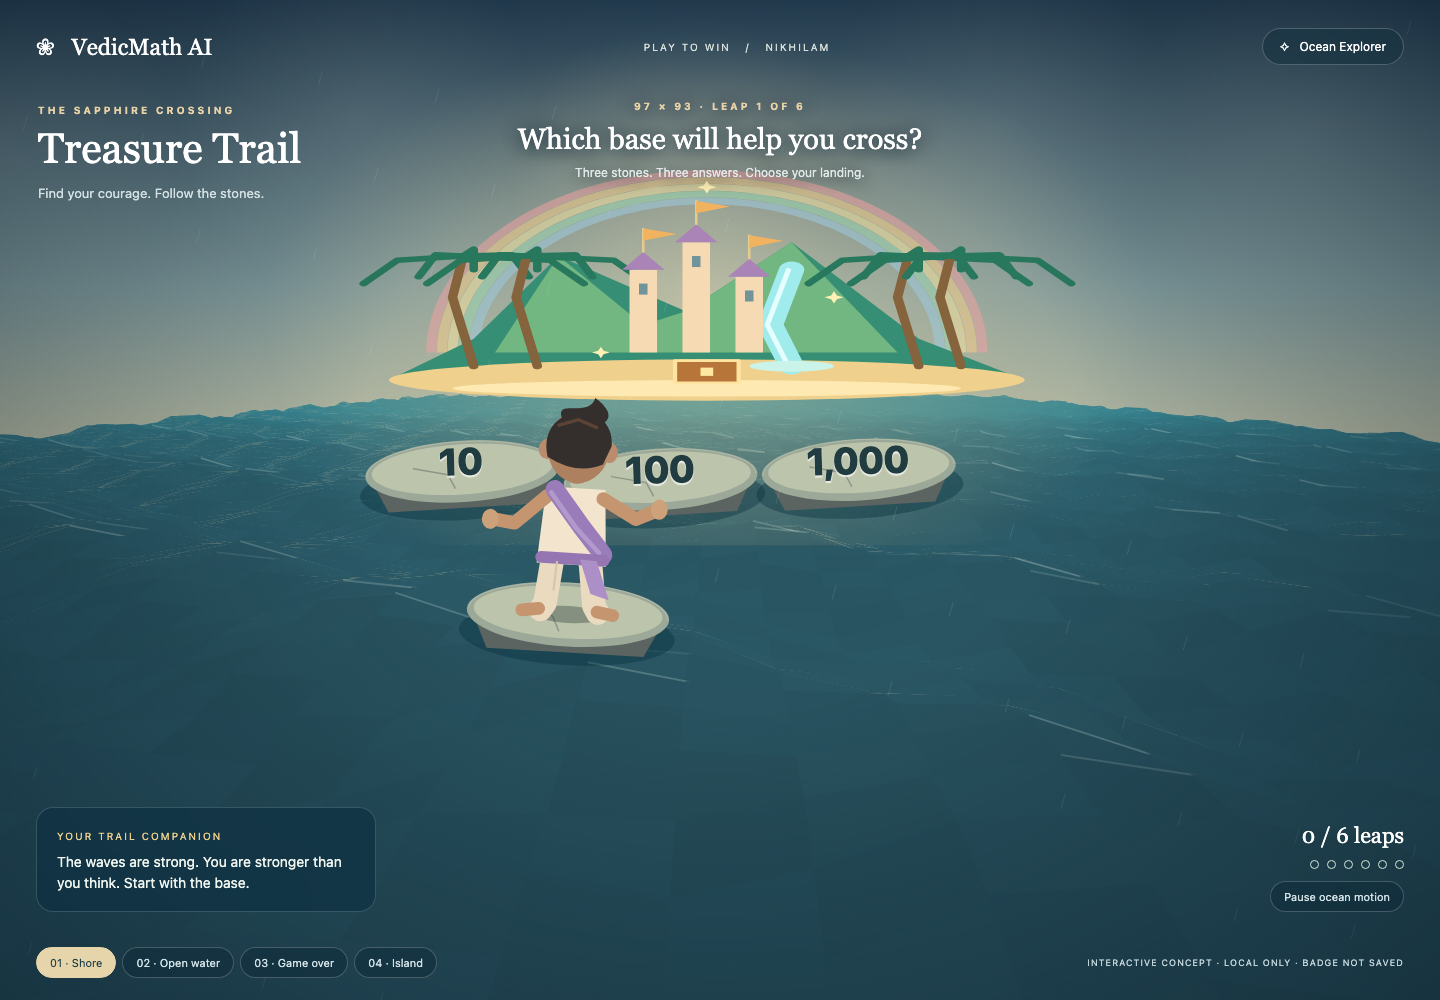 VedicMath AI
PLAY TO WIN / NIKHILAM
Ocean Explorer
THE SAPPHIRE CROSSING
Treasure Trail
Find your courage. Follow the stones.
97 × 93 · LEAP 1 OF 6
Which base will help you cross?
Three stones. Three answers. Choose your landing.
10
100
1,000
YOUR TRAIL COMPANION
The waves are strong. You are stronger than
you think. Start with the base.
0 / 6 leaps
Pause ocean motion
01 · Shore
02 · Open water
03 · Game over
04 · Island
INTERACTIVE CONCEPT · LOCAL ONLY · BADGE NOT SAVED